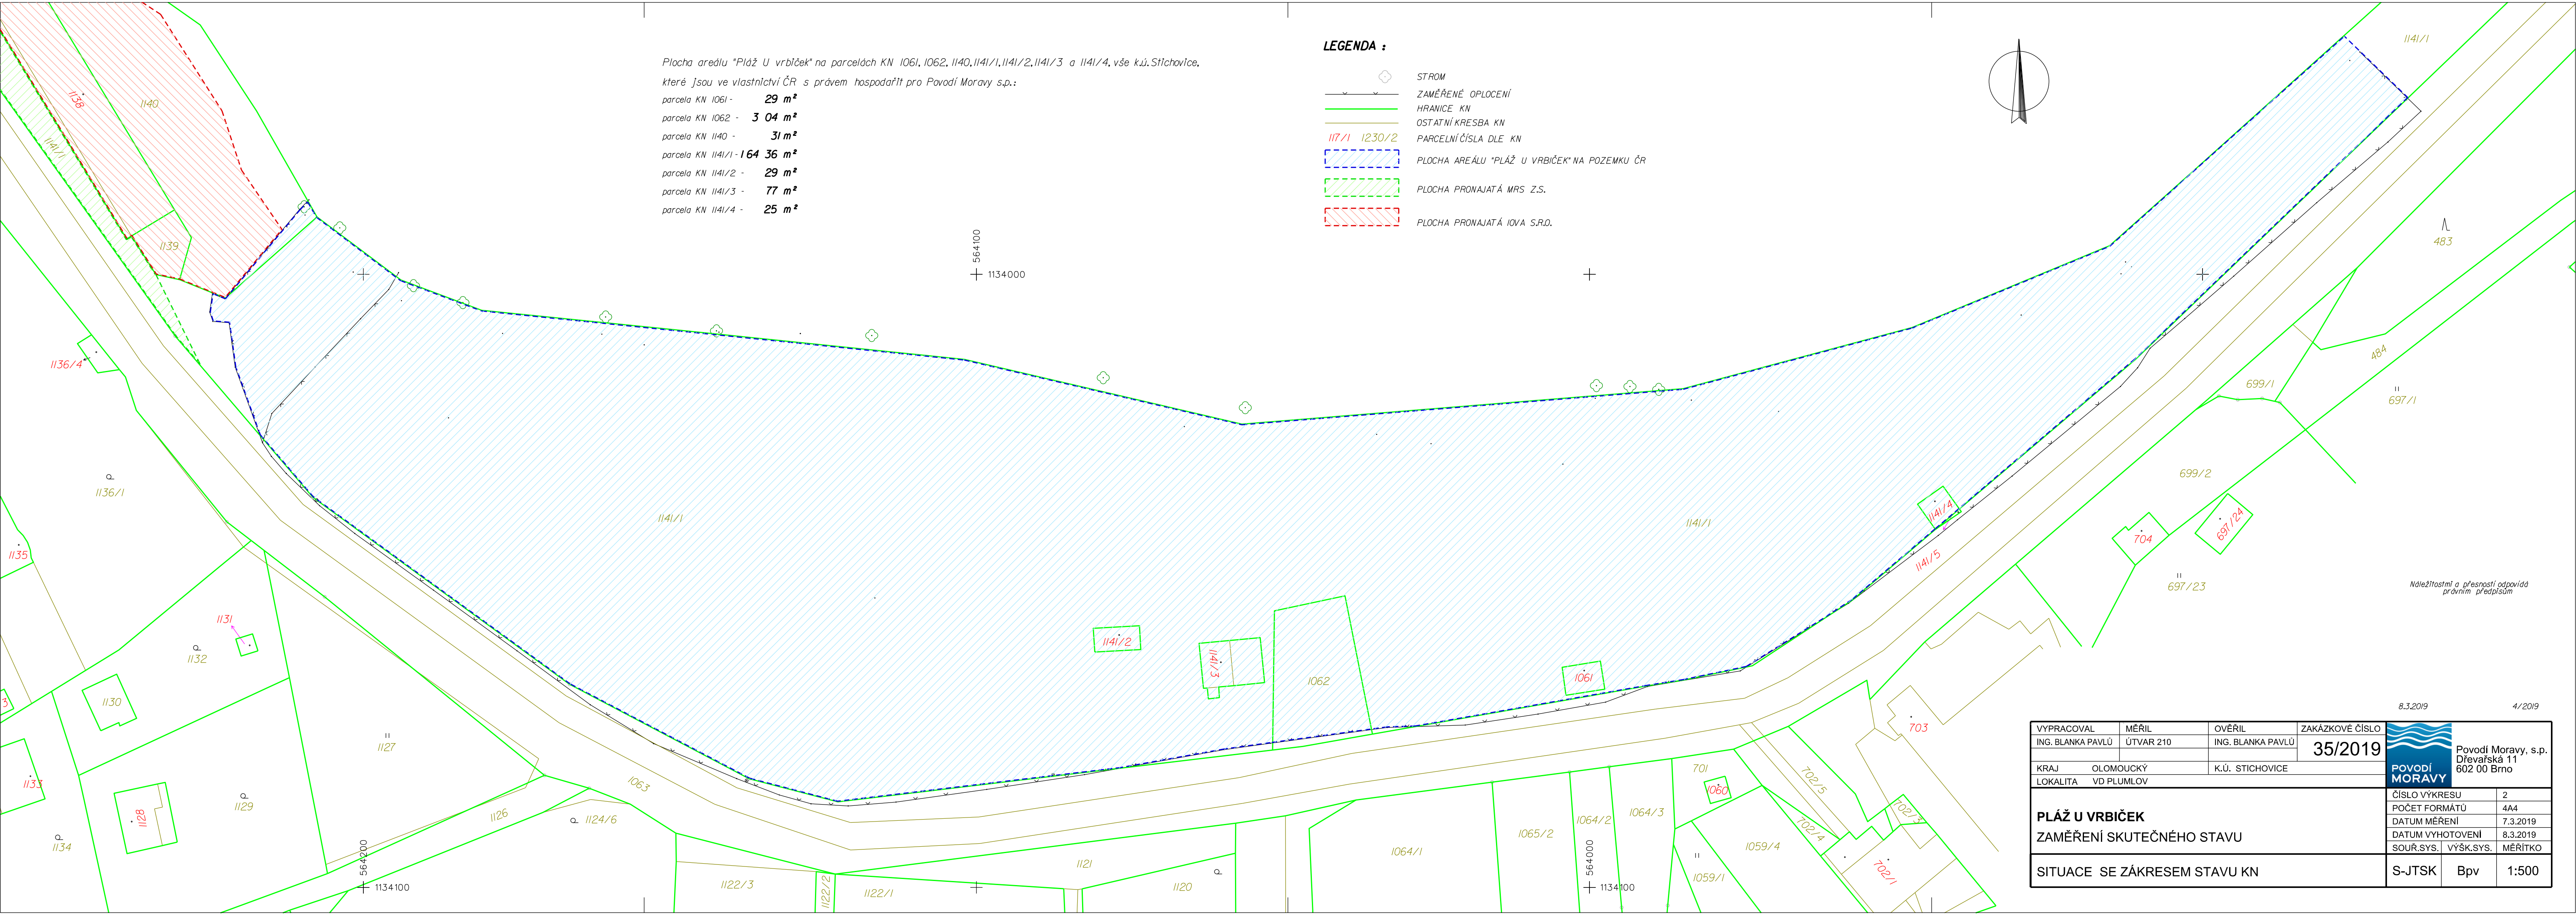 Plocha areálu "Pláž U vrbiček" na parcelách KN 1061, 1062, 1140,1141/1,1141/2,1141/3 a 1141/4, vše k.ú. Stichovice,
které jsou ve vlastnictví ČR s právem hospodařit pro Povodí Moravy s.p.:
parcela KN 1061 - 29 m²
parcela KN 1062 - 3 04 m²
parcela KN 1140 - 31 m²
parcela KN 1141/1 - 164 36 m²
parcela KN 1141/2 - 29 m²
parcela KN 1141/3 - 77 m²
parcela KN 1141/4 - 25 m²
LEGENDA :
STROM
ZAMĚŘENÉ OPLOCENÍ
HRANICE KN
OSTATNÍ KRESBA KN
117/1 1230/2 PARCELNÍ ČÍSLA DLE KN
PLOCHA AREÁLU "PLÁŽ U VRBIČEK" NA POZEMKU ČR
PLOCHA PRONAJATÁ MRS Z.S.
PLOCHA PRONAJATÁ IOVA S.R.O.
1138
1140
1141/1
1139
1136/4
1136/1
1135
564100
1134000
1141/1
1141/1
1141/1
483
484
699/1
697/1
699/2
1141/4
1141/5
704
697/24
697/23
1131
1132
1130
1127
1133
1128
1129
1134
1126
1124/6
1063
564200
1134100
1141/2
1141/3
1062
1061
1122/3
1122/2
1122/1
1121
1120
1064/1
1065/2
1064/2
1064/3
564000
1134100
701
1060
1059/4
1059/1
702/5
702/4
702/3
702/1
703
Náležitostmi a přesností odpovídá
právním předpisům
8.3.2019 4/2019
VYPRACOVAL MĚŘIL OVĚŘIL ZAKÁZKOVÉ ČÍSLO
ING. BLANKA PAVLŮ ÚTVAR 210 ING. BLANKA PAVLŮ 35/2019
KRAJ OLOMOUCKÝ K.Ú. STICHOVICE
LOKALITA VD PLUMLOV
POVODÍ
MORAVY
Povodí Moravy, s.p.
Dřevařská 11
602 00 Brno
PLÁŽ U VRBIČEK
ZAMĚŘENÍ SKUTEČNÉHO STAVU
SITUACE SE ZÁKRESEM STAVU KN
ČÍSLO VÝKRESU 2
POČET FORMÁTŮ 4A4
DATUM MĚŘENÍ 7.3.2019
DATUM VYHOTOVENÍ 8.3.2019
SOUŘ.SYS. VÝŠK.SYS. MĚŘÍTKO
S-JTSK Bpv 1:500